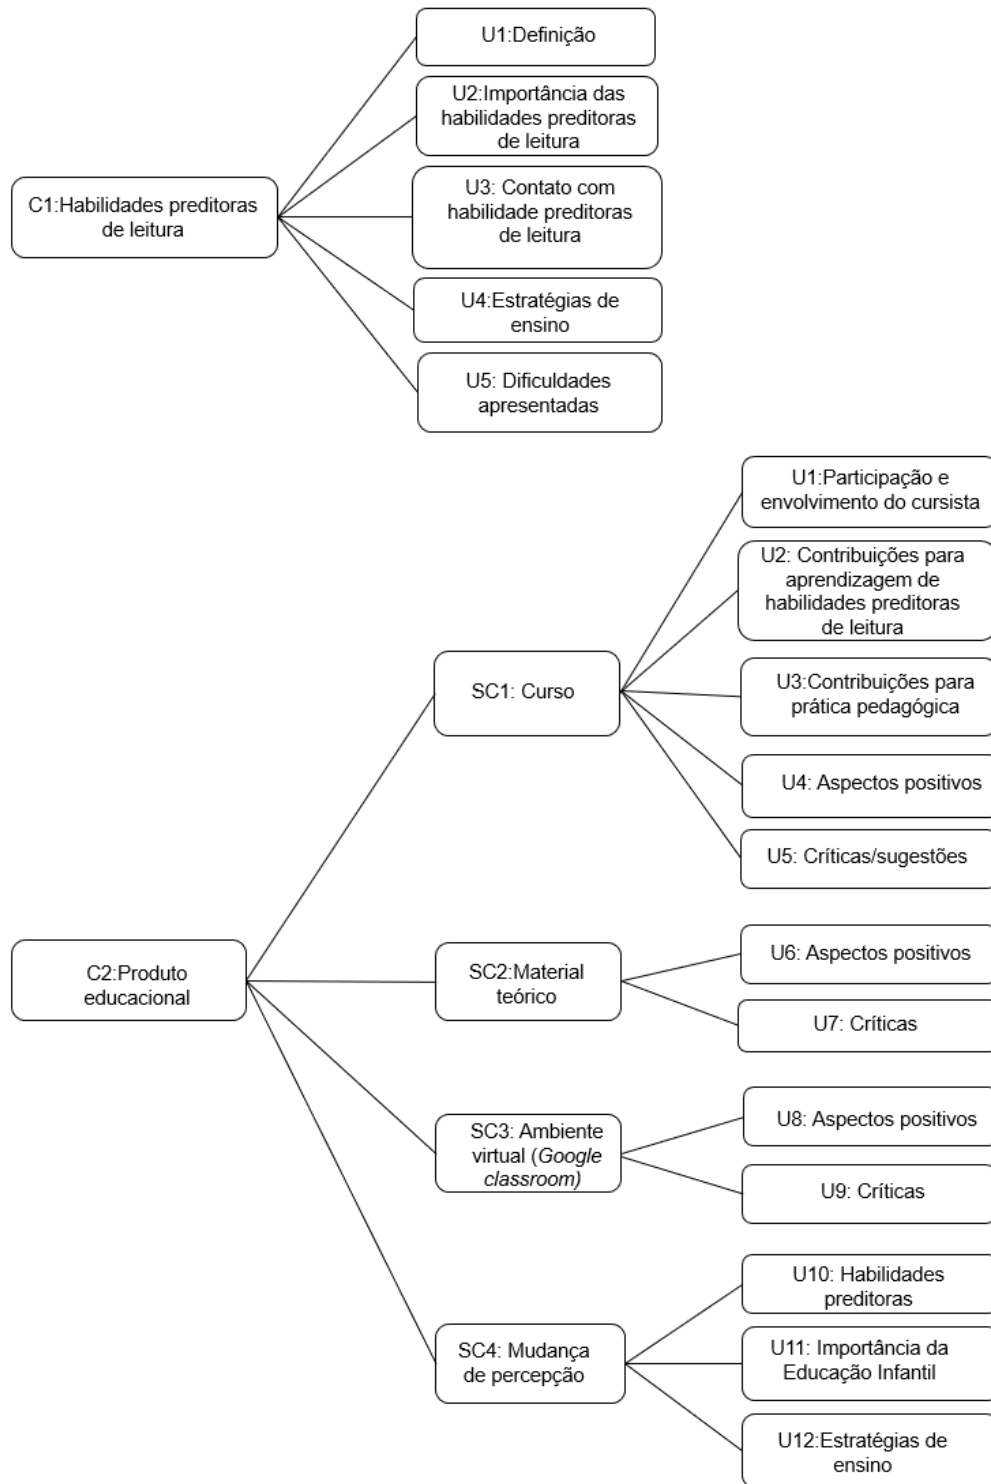 U1:Definição
U2:Importância das
habilidades preditoras
de leitura
C1:Habilidades preditoras
de leitura
U3: Contato com
habilidade preditoras
de leitura
U4:Estratégias de
ensino
U5: Dificuldades
apresentadas
U1:Participação e
envolvimento do cursista
U2: Contribuições para
aprendizagem de
habilidades preditoras
de leitura
SC1: Curso
U3:Contribuições para
prática pedagógica
U4: Aspectos positivos
U5: Críticas/sugestões
C2:Produto
educacional
SC2:Material
teórico
U6: Aspectos positivos
U7: Críticas
SC3: Ambiente
virtual (Google
classroom)
U8: Aspectos positivos
U9: Críticas
SC4: Mudança
de percepção
U10: Habilidades
preditoras
U11: Importância da
Educação Infantil
U12:Estratégias de
ensino